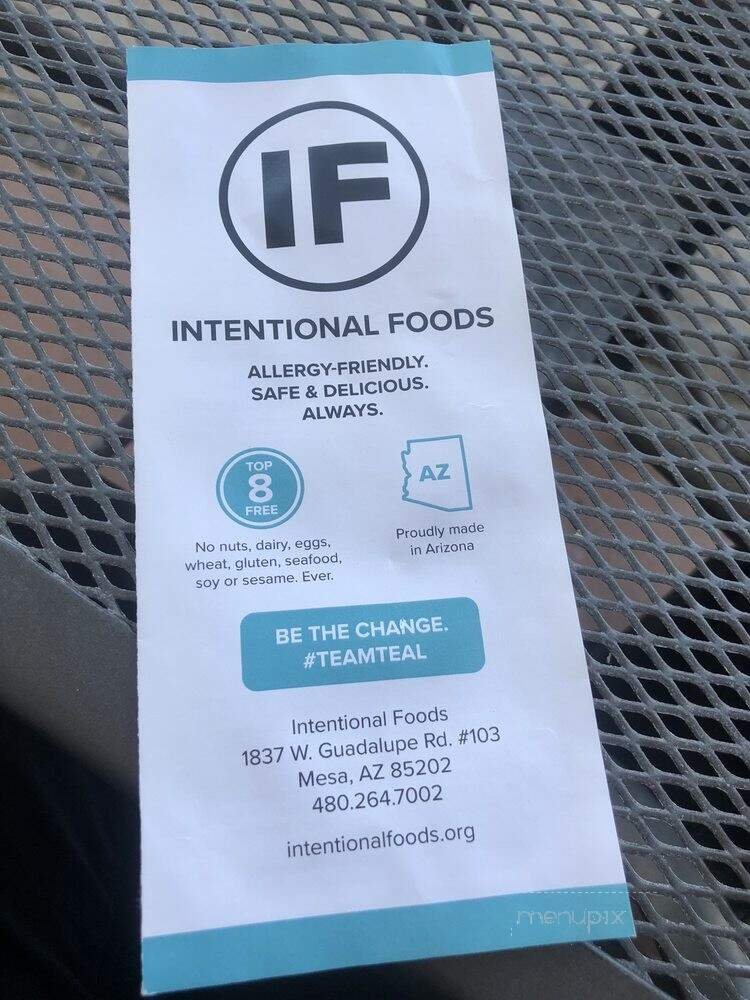 IF
INTENTIONAL FOODS
ALLERGY-FRIENDLY.
SAFE & DELICIOUS.
ALWAYS.
TOP
8
FREE
No nuts, dairy, eggs,
wheat, gluten, seafood,
soy or sesame. Ever.
AZ
Proudly made
in Arizona
BE THE CHANGE.
#TEAMTEAL
Intentional Foods
1837 W. Guadalupe Rd. #103
Mesa, AZ 85202
480.264.7002
intentionalfoods.org
menupix